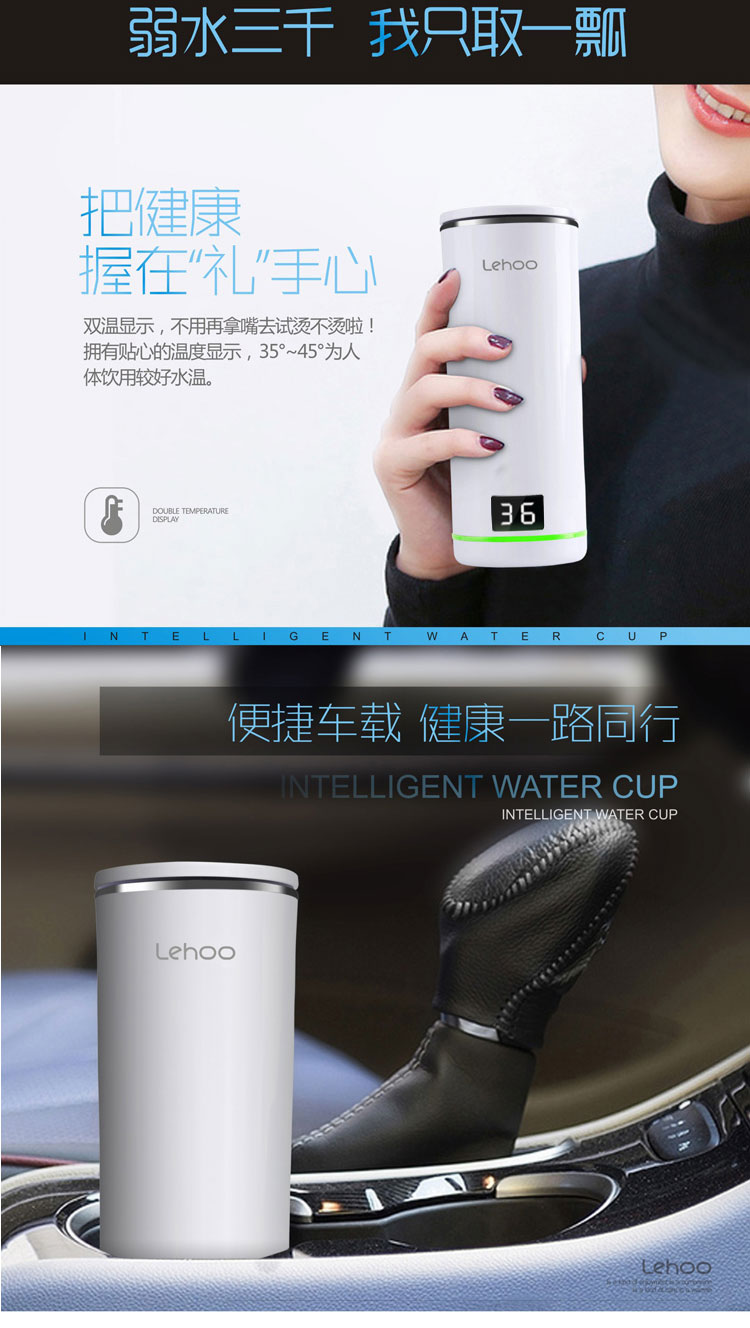 弱水三千 我只取一瓢
把健康
握在“礼”手心
Lehoo
双温显示，不用再拿嘴去试烫不烫啦！
拥有贴心的温度显示，35°~45°为人
体饮用较好水温。
36
DOUBLE TEMPERATURE
DISPLAY
INTELLIGENT WATER CUP
便捷车载 健康一路同行
INTELLIGENT WATER CUP
INTELLIGENT WATER CUP
Lehoo
Lehoo